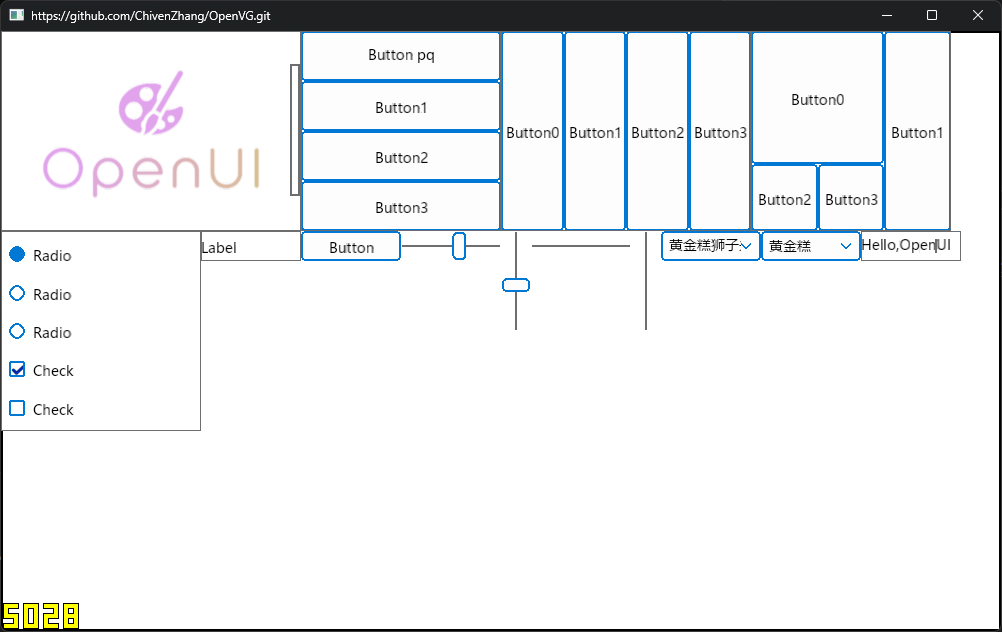 https://github.com/ChivenZhang/OpenVG.git
OpenUI
Button pq
Button1
Button2
Button3
Button0
Button1
Button2
Button3
Button0
Button1
Button2
Button3
Radio
Radio
Radio
Check
Check
Label
Button
黄金糕狮子
黄金糕
Hello,OpenUI
5028